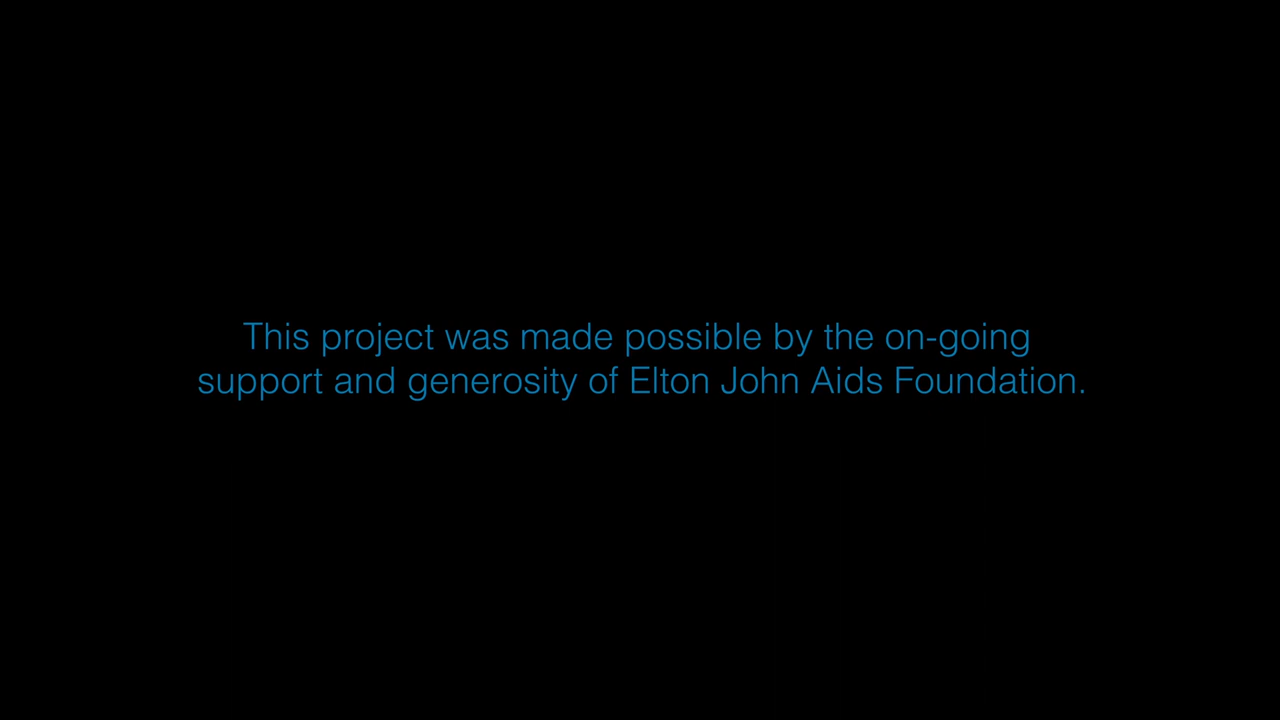 This project was made possible by the on-going
support and generosity of Elton John Aids Foundation.